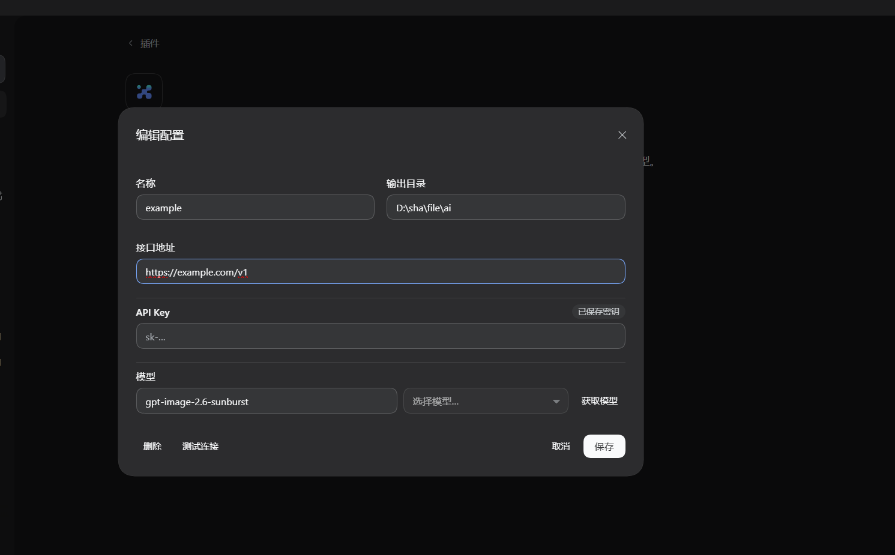 插件
型。
编辑配置
名称
输出目录
example
D:\sha\file\ai
接口地址
https://example.com/v1
API Key
已保存密钥
sk-...
模型
gpt-image-2.6-sunburst
选择模型...
获取模型
删除
测试连接
取消
保存